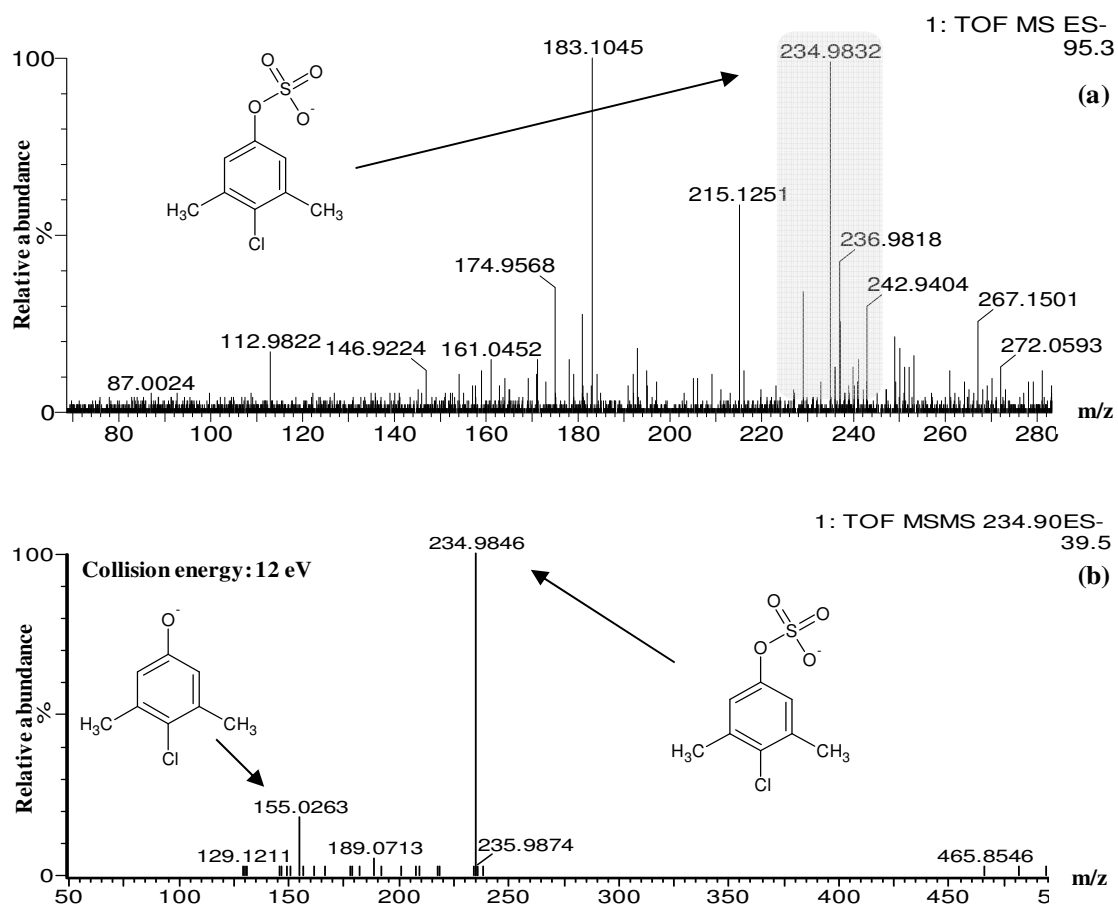 1: TOF MS ES-
95.3
(a)
100
%
0
Relative abundance
O
O
S
O
O-
H₃C
CH₃
Cl
183.1045
234.9832
215.1251
236.9818
174.9568
242.9404
267.1501
112.9822
146.9224
161.0452
272.0593
87.0024
80 100 120 140 160 180 200 220 240 260 280
m/z
1: TOF MSMS 234.90ES-
39.5
(b)
100
%
0
Relative abundance
Collision energy: 12 eV
234.9846
O-
H₃C
CH₃
Cl
O
O
S
O
O-
H₃C
CH₃
Cl
155.0263
129.1211
189.0713
235.9874
465.8546
50 100 150 200 250 300 350 400 450 5
m/z